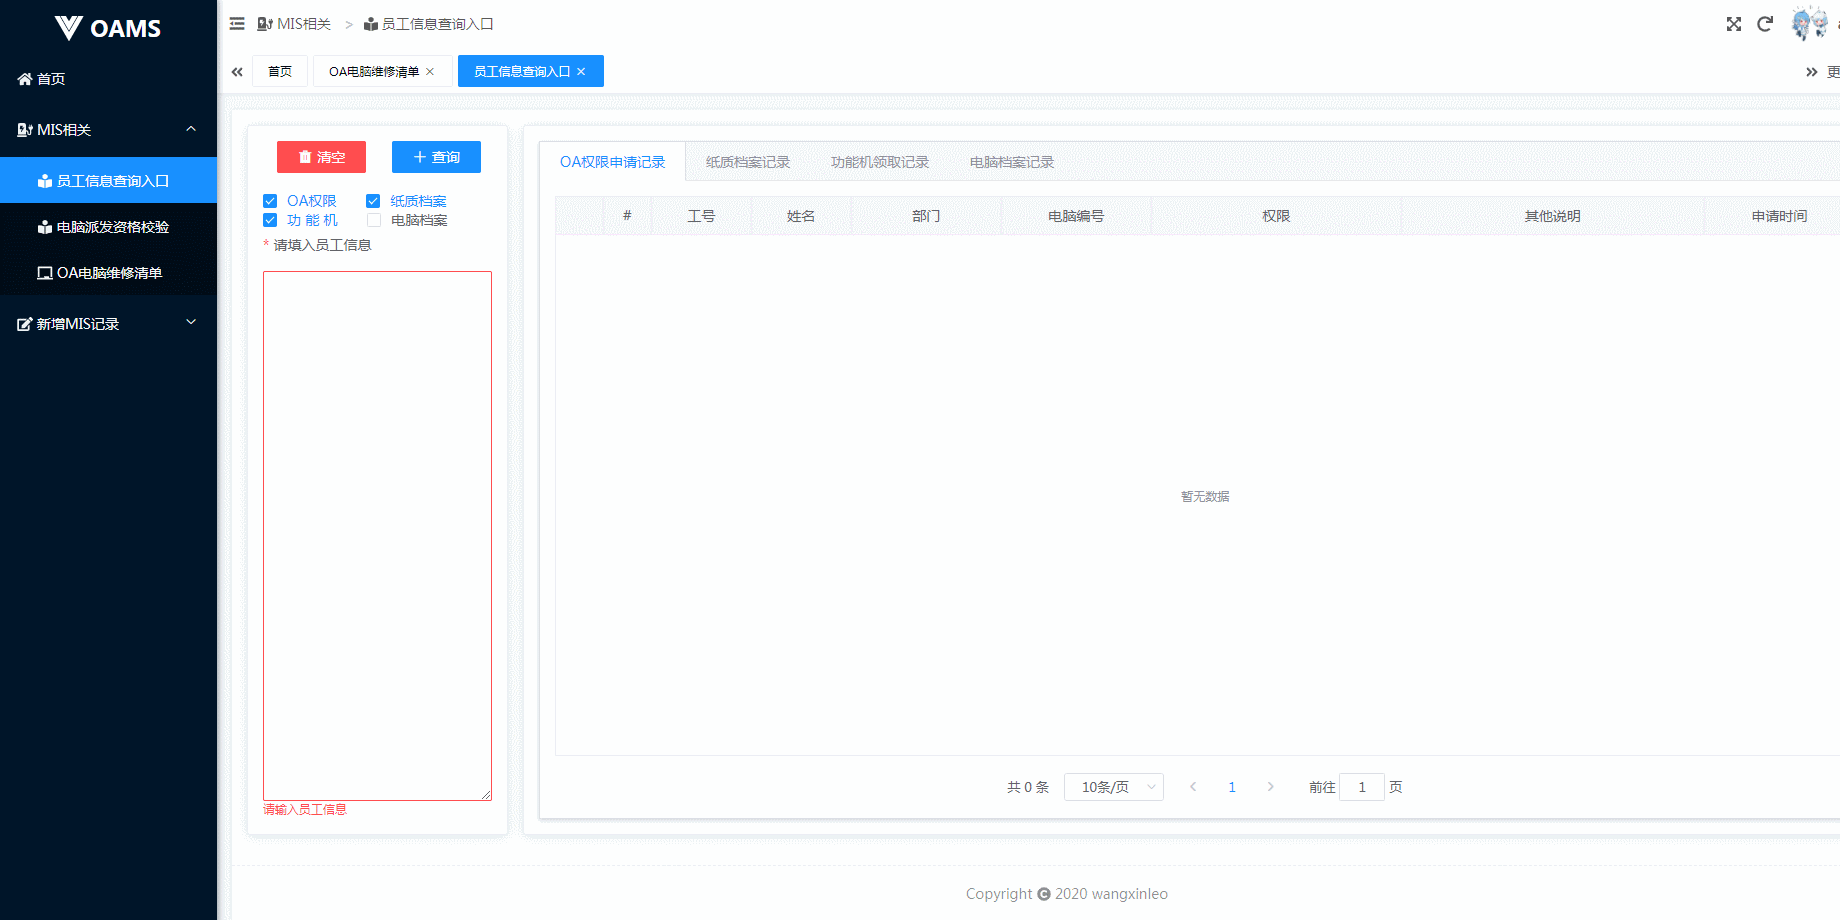 OAMS
首页
MIS相关
员工信息查询入口
电脑派发资格校验
OA电脑维修清单
新增MIS记录
MIS相关 > 员工信息查询入口
首页 OA电脑维修清单 × 员工信息查询入口 ×
清空 查询
OA权限 纸质档案
功 能 机 电脑档案
* 请填入员工信息
请输入员工信息
OA权限申请记录 纸质档案记录 功能机领取记录 电脑档案记录
# 工号 姓名 部门 电脑编号 权限 其他说明 申请时间
暂无数据
共 0 条 10条/页 1 前往 1 页
Copyright © 2020 wangxinleo